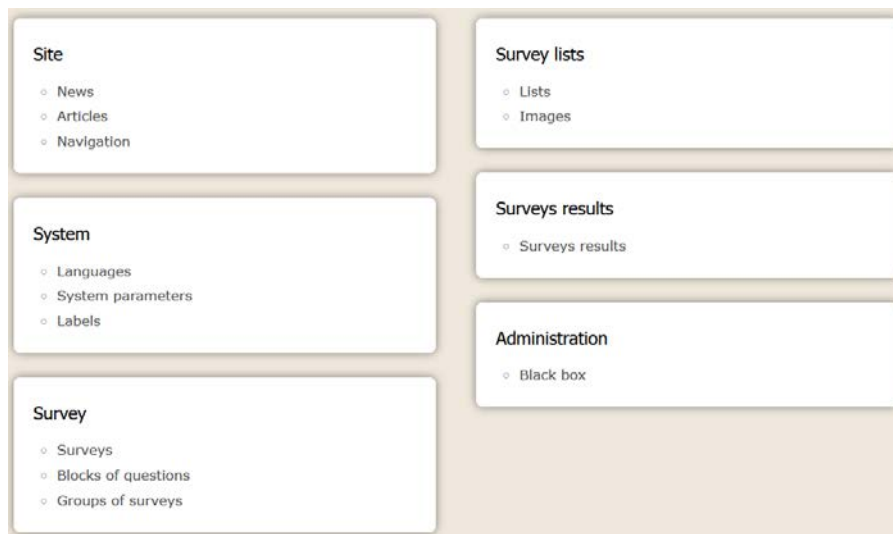 Site
News
Articles
Navigation
System
Languages
System parameters
Labels
Survey
Surveys
Blocks of questions
Groups of surveys
Survey lists
Lists
Images
Surveys results
Surveys results
Administration
Black box